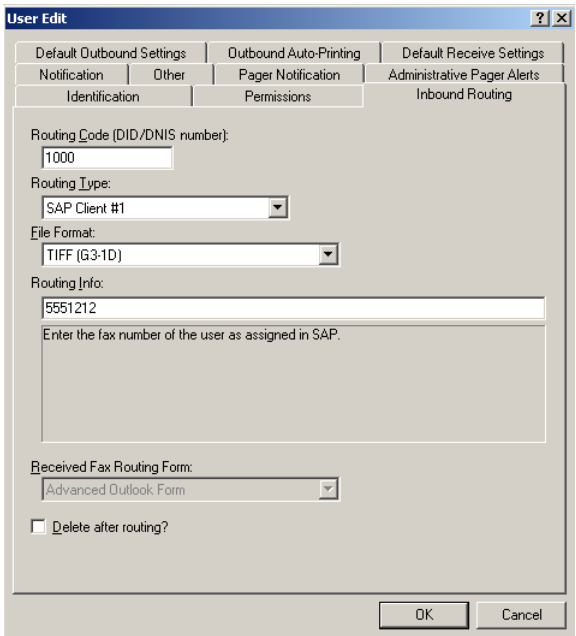 User Edit
Default Outbound Settings Outbound Auto-Printing Default Receive Settings
Notification Other Pager Notification Administrative Pager Alerts
Identification Permissions Inbound Routing
Routing Code (DID/DNIS number):
1000
Routing Type:
SAP Client #1
File Format:
TIFF (G3-1D)
Routing Info:
5551212
Enter the fax number of the user as assigned in SAP.
Received Fax Routing Form:
Advanced Outlook Form
Delete after routing?
OK Cancel